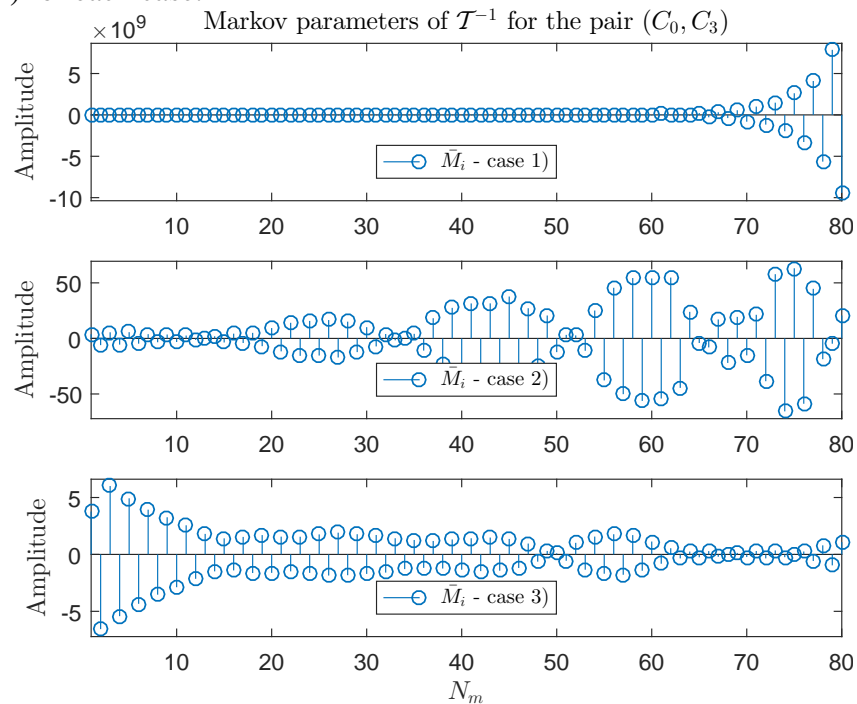 Markov parameters of 𝒯⁻¹ for the pair (C₀, C₃)
×10⁹
5
0
-5
-10
Amplitude
M̄ᵢ - case 1)
10 20 30 40 50 60 70 80
50
0
-50
Amplitude
M̄ᵢ - case 2)
10 20 30 40 50 60 70 80
5
0
-5
Amplitude
M̄ᵢ - case 3)
10 20 30 40 50 60 70 80
Nₘ